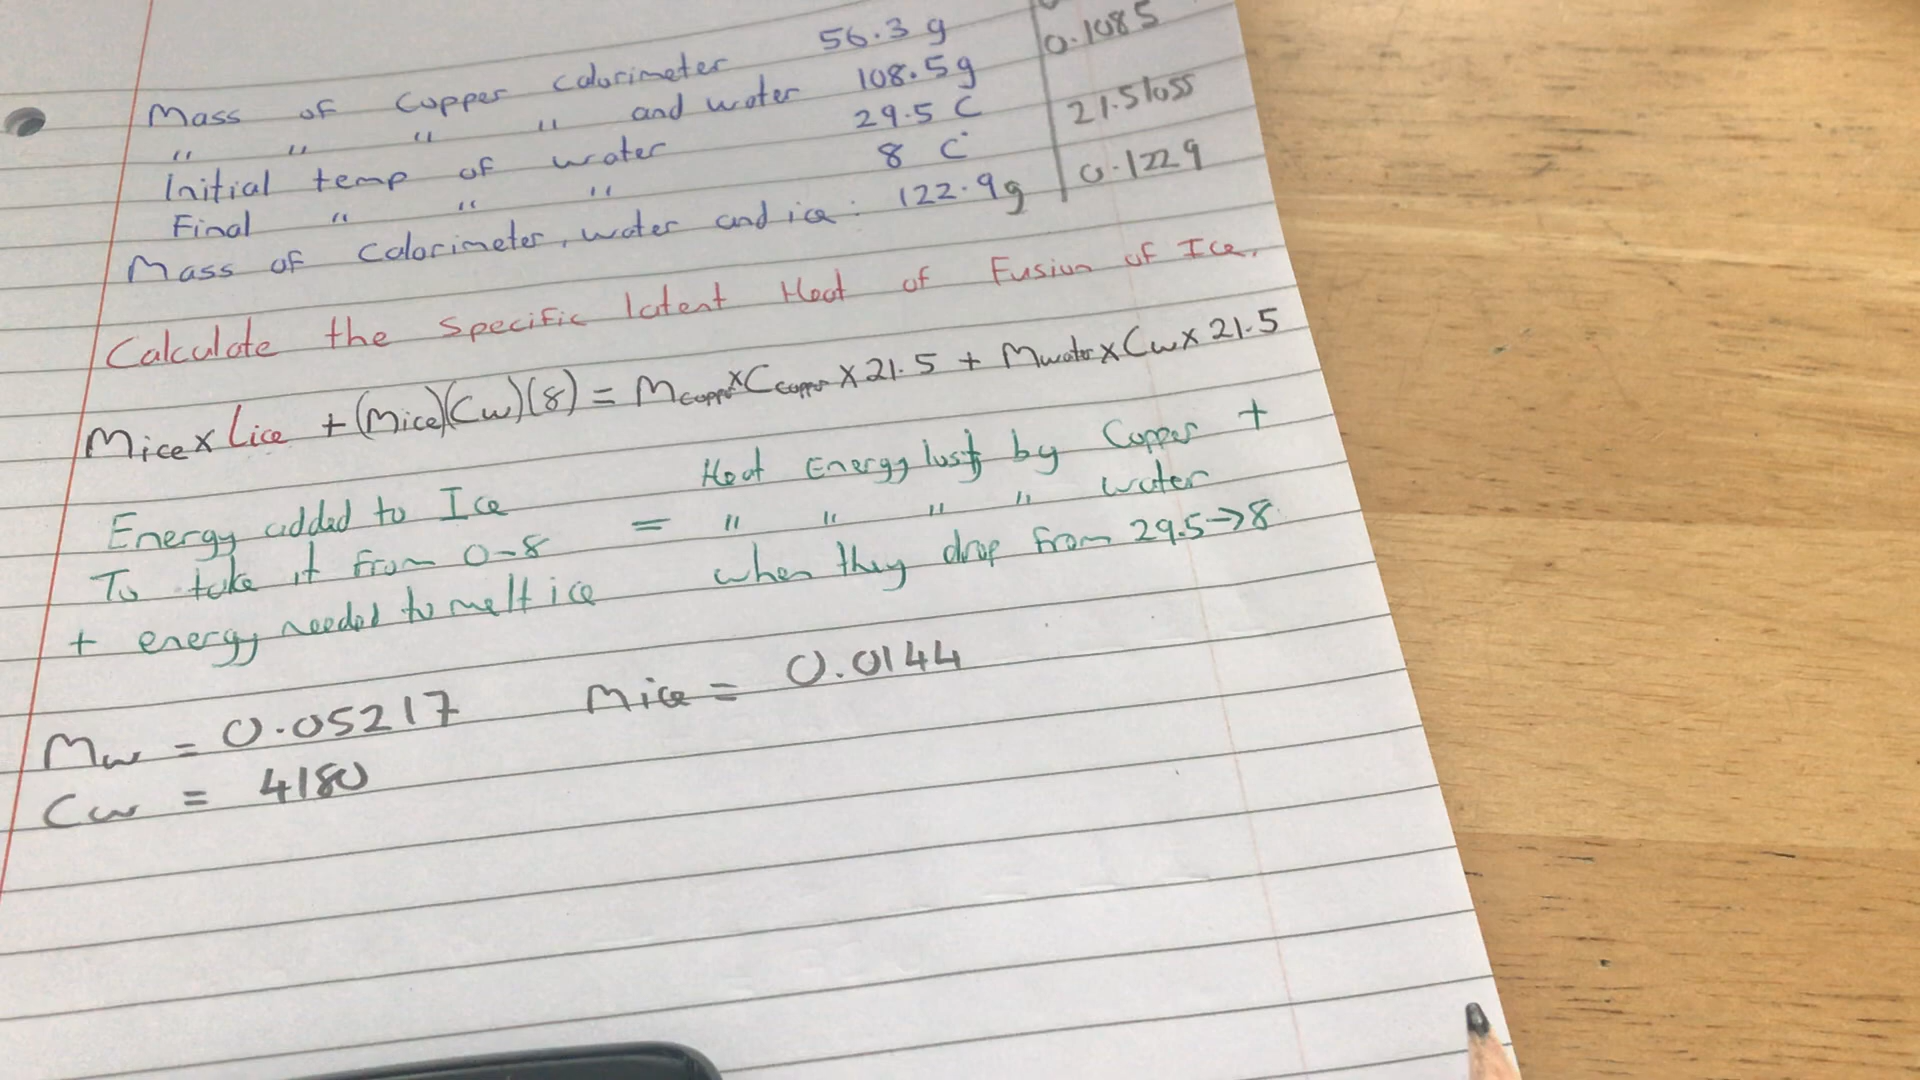 Mass of Copper calorimeter 56.3 g 0.1085
" " " " and water 108.5g
Initial temp of water 29.5 C 21.5 loss
Final " " " 8 C°
Mass of Calorimeter, water and ice: 122.9g 0.1229
Calculate the Specific latent Heat of Fusion of Ice.
Mice x Lice + (Mice)(Cw)(8) = Mcopper x Ccopper x 21.5 + Mwater x Cw x 21.5
Energy added to Ice = Heat Energy lost by Copper +
To take it from 0-8 " " " " water
+ energy needed to melt ice when they drop from 29.5→8
Mw = 0.05217 Mice = 0.0144
Cw = 4180